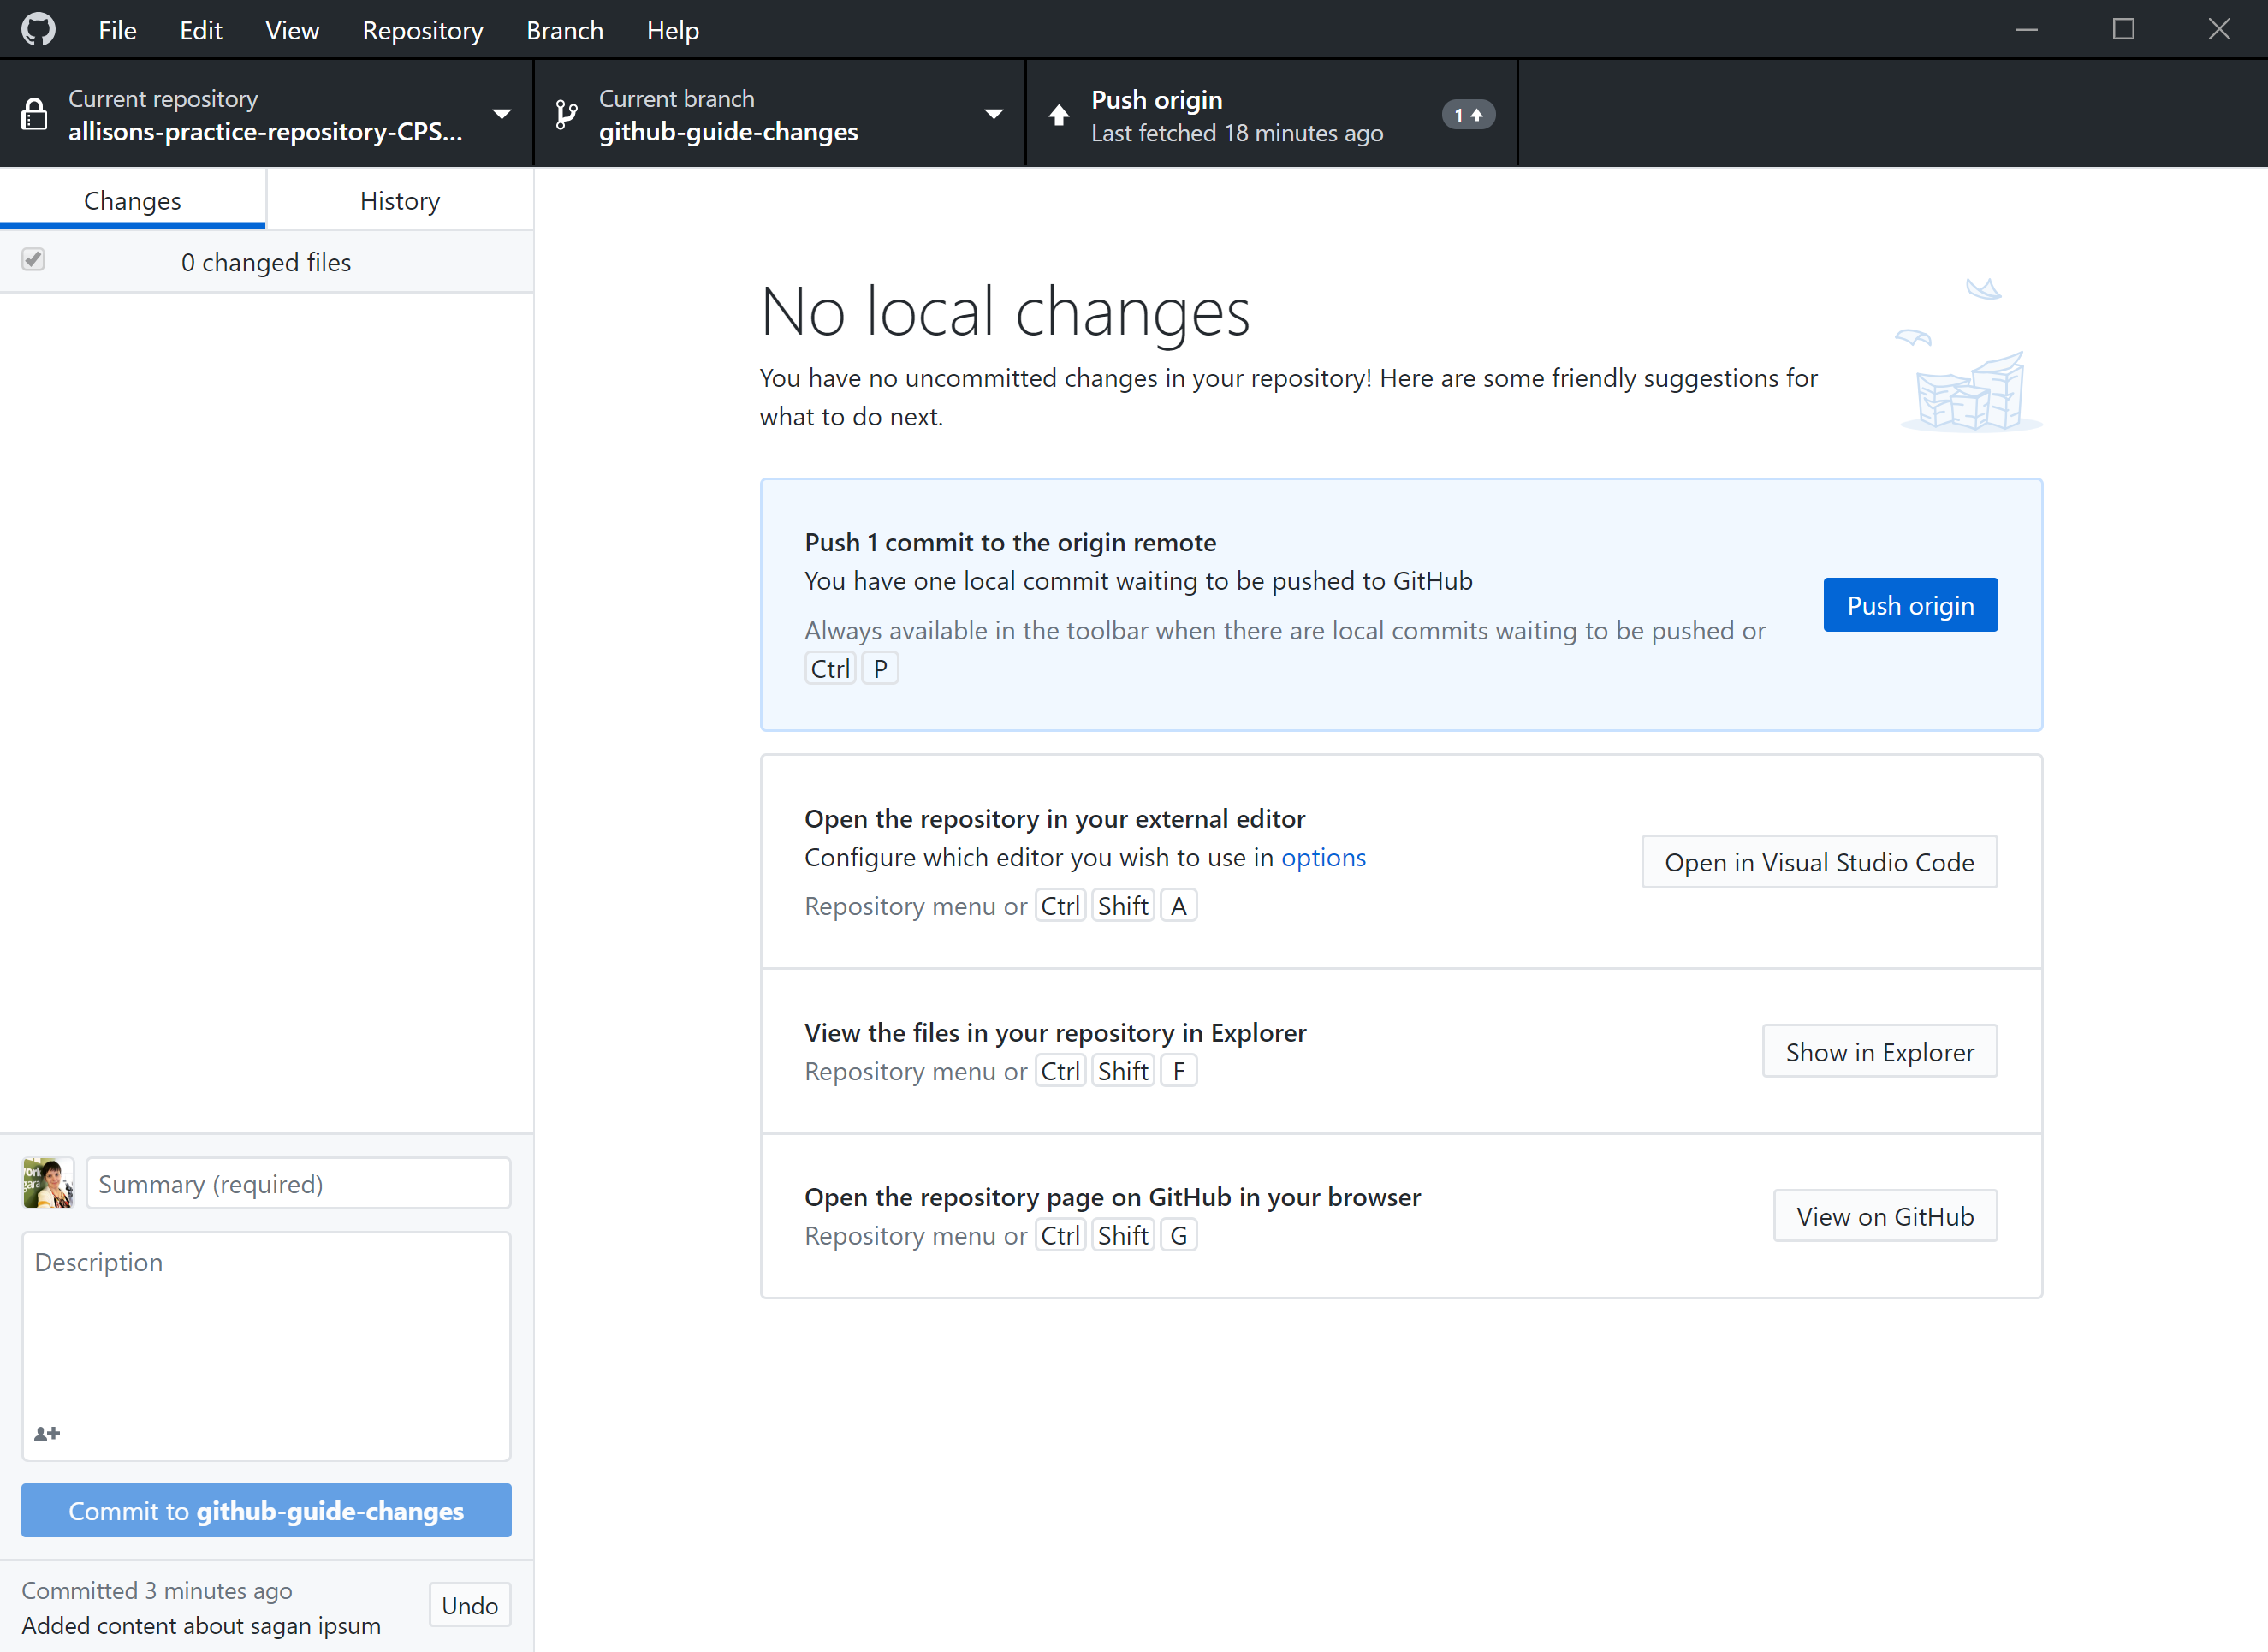 File Edit View Repository Branch Help
Current repository
allisons-practice-repository-CPS...
Current branch
github-guide-changes
Push origin
Last fetched 18 minutes ago
1
Changes
History
0 changed files
No local changes
You have no uncommitted changes in your repository! Here are some friendly suggestions for
what to do next.
Push 1 commit to the origin remote
You have one local commit waiting to be pushed to GitHub
Always available in the toolbar when there are local commits waiting to be pushed or
Ctrl P
Push origin
Open the repository in your external editor
Configure which editor you wish to use in options
Repository menu or Ctrl Shift A
Open in Visual Studio Code
View the files in your repository in Explorer
Repository menu or Ctrl Shift F
Show in Explorer
Open the repository page on GitHub in your browser
Repository menu or Ctrl Shift G
View on GitHub
Summary (required)
Description
Commit to github-guide-changes
Committed 3 minutes ago
Added content about sagan ipsum
Undo